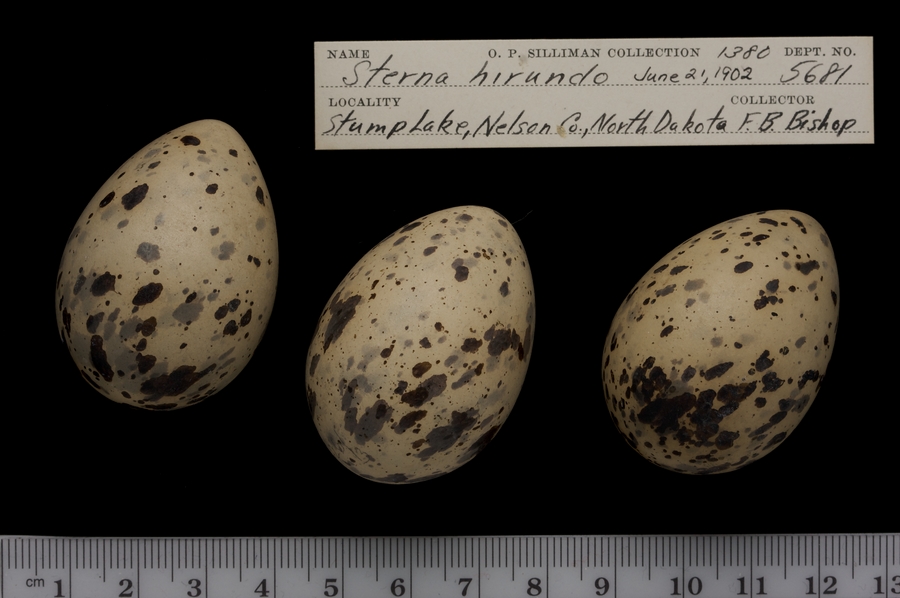 NAME O. P. SILLIMAN COLLECTION 1380 DEPT. NO.
Sterna hirundo June 21, 1902 5681
LOCALITY COLLECTOR
Stump Lake, Nelson Co., North Dakota F. B. Bishop
cm 1 2 3 4 5 6 7 8 9 10 11 12 13